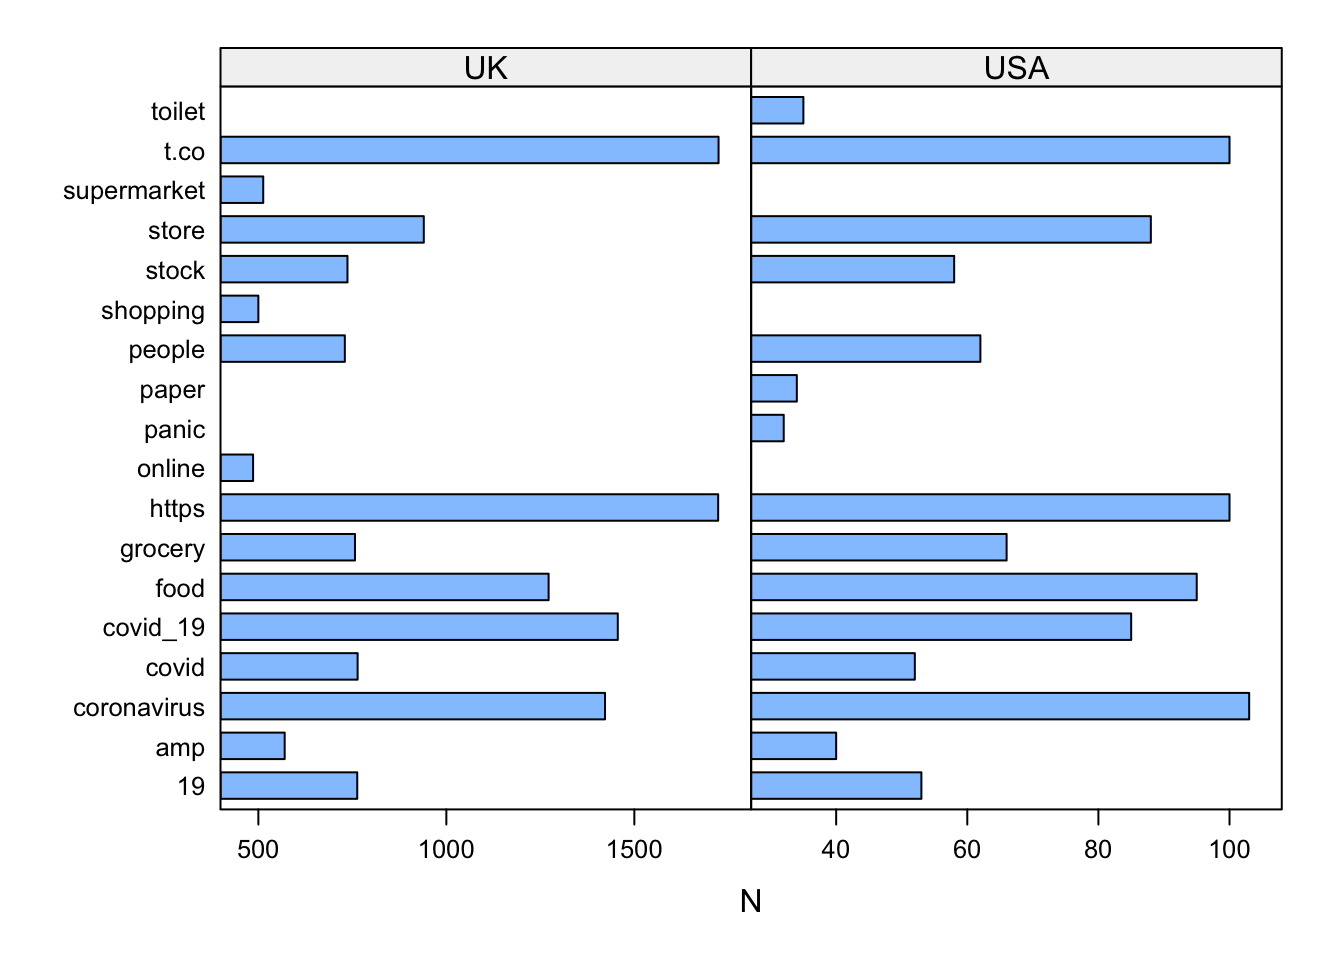 UK USA
toilet
t.co
supermarket
store
stock
shopping
people
paper
panic
online
https
grocery
food
covid_19
covid
coronavirus
amp
19
500 1000 1500 40 60 80 100
N